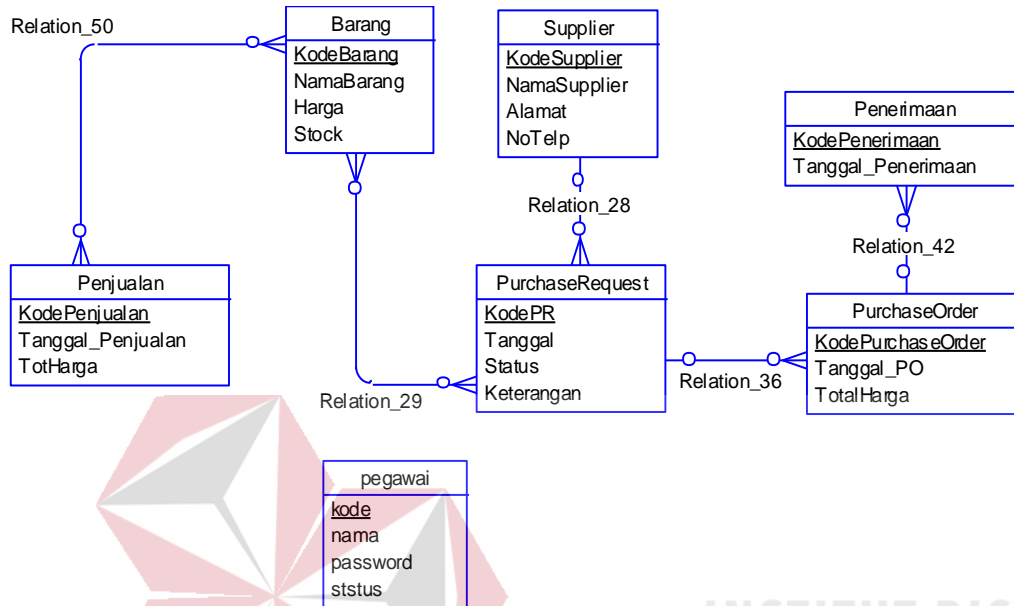 Relation_50
Barang
KodeBarang
NamaBarang
Harga
Stock
Supplier
KodeSupplier
NamaSupplier
Alamat
NoTelp
Penerimaan
KodePenerimaan
Tanggal_Penerimaan
Relation_28
Relation_42
Penjualan
KodePenjualan
Tanggal_Penjualan
TotHarga
PurchaseRequest
KodePR
Tanggal
Status
Keterangan
PurchaseOrder
KodePurchaseOrder
Tanggal_PO
TotalHarga
Relation_36
Relation_29
pegawai
kode
nama
password
ststus